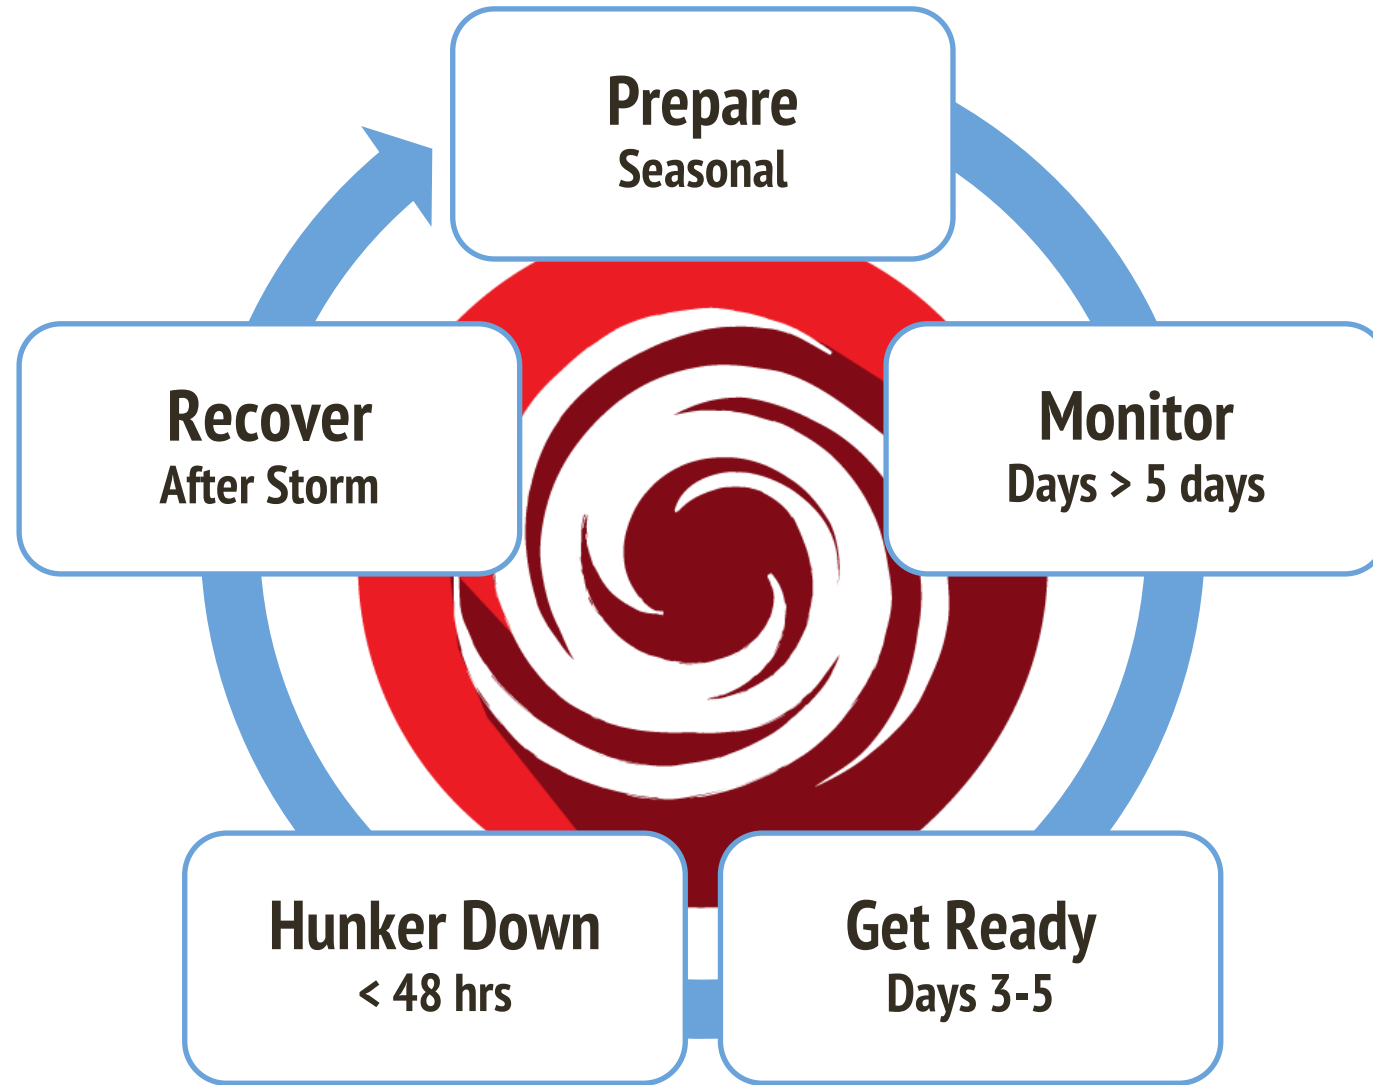 Prepare
Seasonal
Monitor
Days > 5 days
Get Ready
Days 3-5
Hunker Down
< 48 hrs
Recover
After Storm